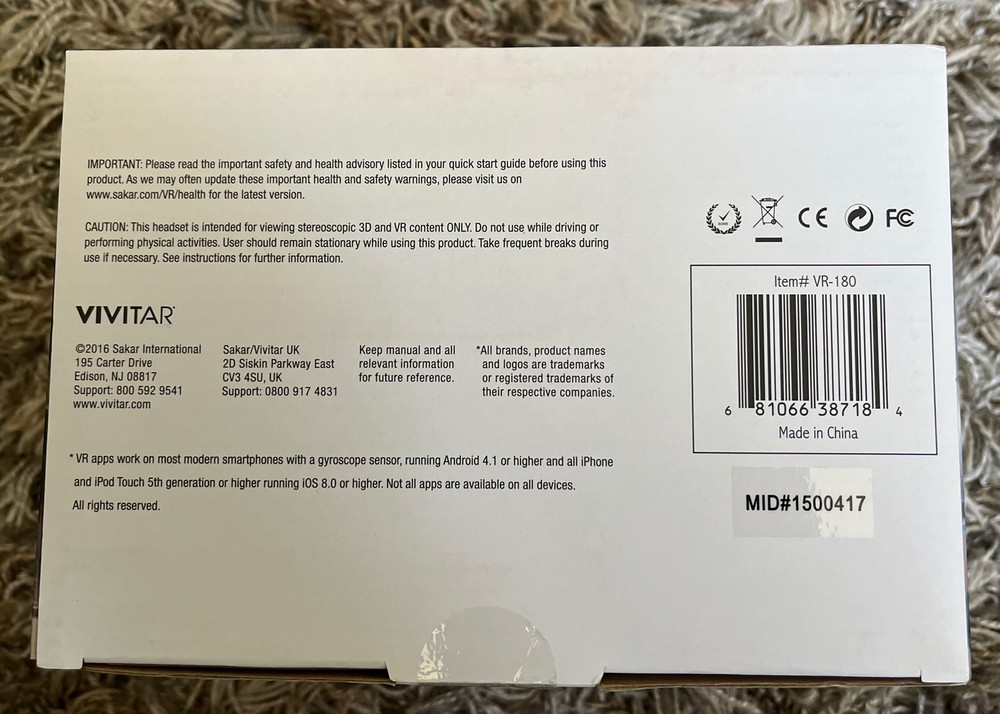 IMPORTANT: Please read the important safety and health advisory listed in your quick start guide before using this
product. As we may often update these important health and safety warnings, please visit us on
www.sakar.com/VR/health for the latest version.
CAUTION: This headset is intended for viewing stereoscopic 3D and VR content ONLY. Do not use while driving or
performing physical activities. User should remain stationary while using this product. Take frequent breaks during
use if necessary. See instructions for further information.
VIVITAR
©2016 Sakar International
195 Carter Drive
Edison, NJ 08817
Support: 800 592 9541
www.vivitar.com
Sakar/Vivitar UK
2D Siskin Parkway East
CV3 4SU, UK
Support: 0800 917 4831
Keep manual and all
relevant information
for future reference.
*All brands, product names
and logos are trademarks
or registered trademarks of
their respective companies.
* VR apps work on most modern smartphones with a gyroscope sensor, running Android 4.1 or higher and all iPhone
and iPod Touch 5th generation or higher running iOS 8.0 or higher. Not all apps are available on all devices.
All rights reserved.
CE
FC
Item# VR-180
6 81066 38718 4
Made in China
MID#1500417